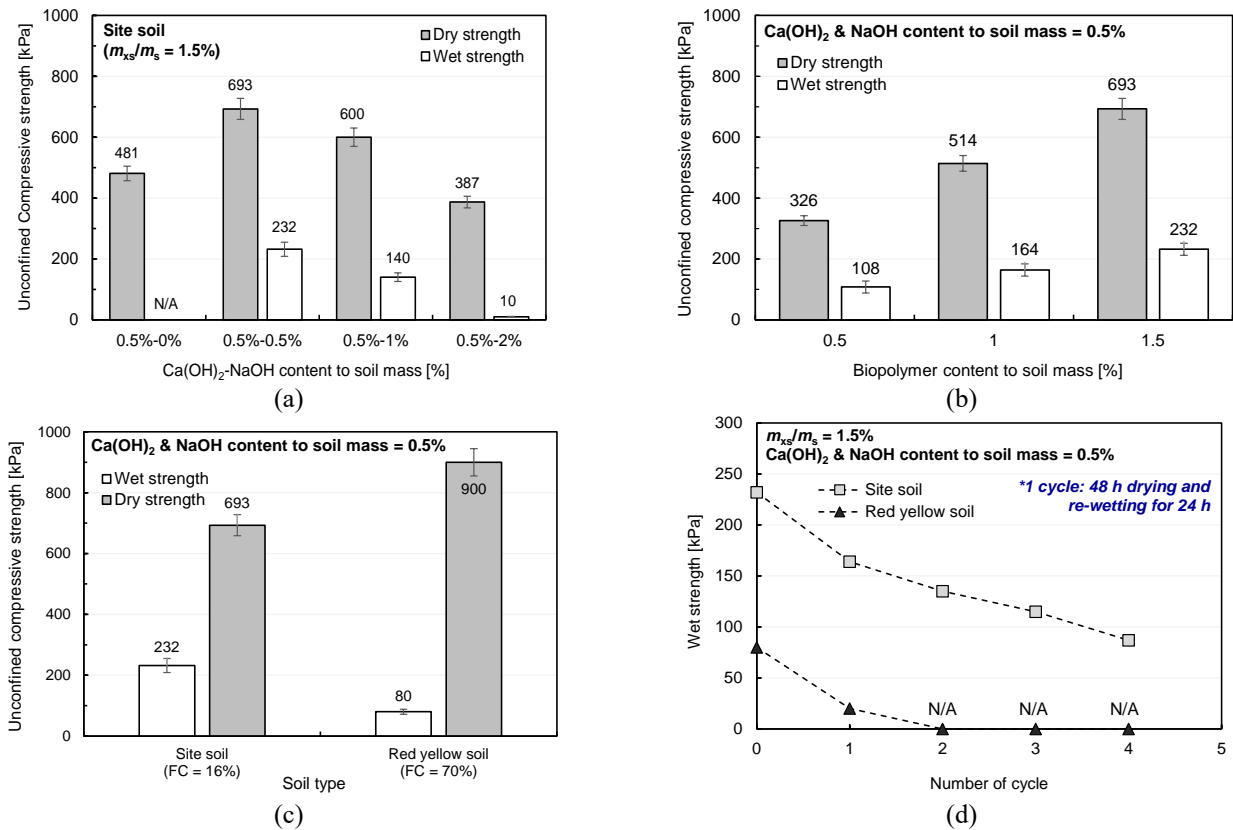 Site soil
(mxs/ms = 1.5%)
Dry strength
Wet strength
Unconfined Compressive strength [kPa]
1000
800
600
400
200
0
481
N/A
693
232
600
140
387
10
0.5%-0%
0.5%-0.5%
0.5%-1%
0.5%-2%
Ca(OH)2-NaOH content to soil mass [%]
(a)
Ca(OH)2 & NaOH content to soil mass = 0.5%
Dry strength
Wet strength
Unconfined compressive strength [kPa]
1000
800
600
400
200
0
326
108
514
164
693
232
0.5
1
1.5
Biopolymer content to soil mass [%]
(b)
Ca(OH)2 & NaOH content to soil mass = 0.5%
Wet strength
Dry strength
Unconfined compressive strength [kPa]
1000
800
600
400
200
0
232
693
80
900
Site soil
(FC = 16%)
Red yellow soil
(FC = 70%)
Soil type
(c)
mxs/ms = 1.5%
Ca(OH)2 & NaOH content to soil mass = 0.5%
Site soil
Red yellow soil
*1 cycle: 48 h drying and
re-wetting for 24 h
Wet strength [kPa]
300
250
200
150
100
50
0
N/A
N/A
N/A
0
1
2
3
4
5
Number of cycle
(d)